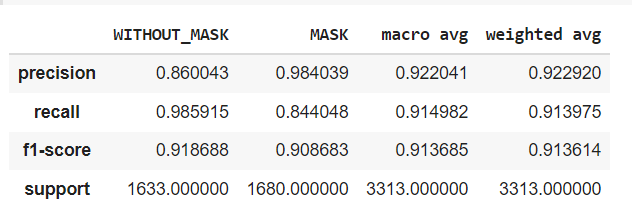 WITHOUT_MASK MASK macro avg weighted avg
precision 0.860043 0.984039 0.922041 0.922920
recall 0.985915 0.844048 0.914982 0.913975
f1-score 0.918688 0.908683 0.913685 0.913614
support 1633.000000 1680.000000 3313.000000 3313.000000